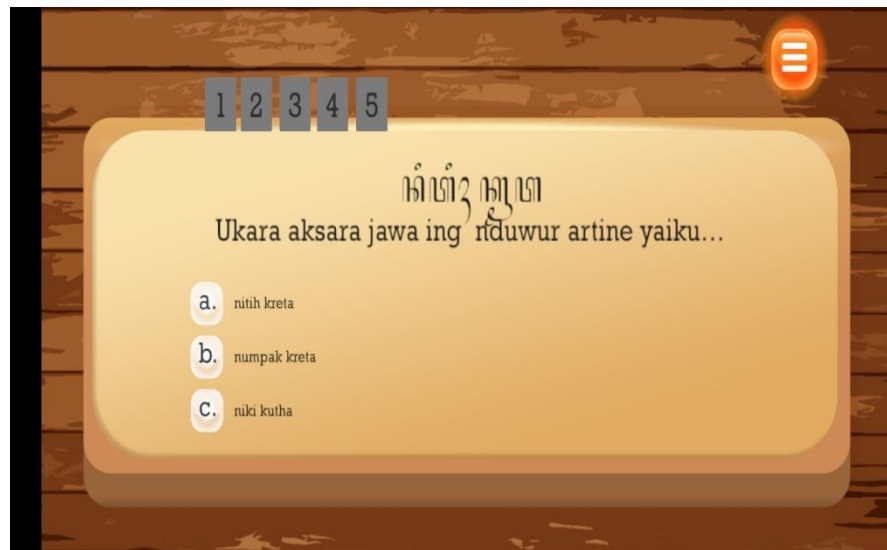 1 2 3 4 5
ꦤꦶꦠꦶꦃ ꦏꦽꦠ
Ukara aksara jawa ing nduwur artine yaiku...
a. nitih kreta
b. numpak kreta
c. niki kutha